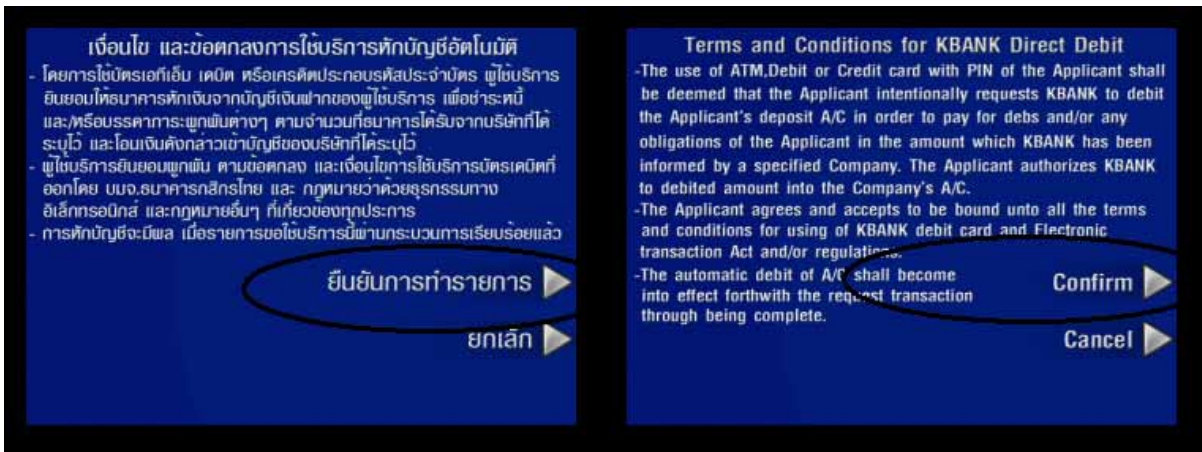 เงื่อนไข และข้อตกลงการใช้บริการหักบัญชีอัตโนมัติ
- โดยการใช้บัตรเอทีเอ็ม เดบิต หรือเครดิตประกอบรหัสประจำบัตร ผู้ใช้บริการ
ยินยอมให้ธนาคารหักเงินจากบัญชีเงินฝากของผู้ใช้บริการ เพื่อชำระหนี้
และ/หรือบรรดาภาระผูกพันต่างๆ ตามจำนวนที่ธนาคารได้รับจากบริษัทที่ได้
ระบุไว้ และโอนเงินดังกล่าวเข้าบัญชีของบริษัทที่ได้ระบุไว้
- ผู้ใช้บริการยินยอมผูกพัน ตามข้อตกลง และเงื่อนไขการใช้บริการบัตรเดบิตที่
ออกโดย บมจ.ธนาคารกสิกรไทย และ กฎหมายว่าด้วยธุรกรรมทาง
อิเล็กทรอนิกส์ และกฎหมายอื่นๆ ที่เกี่ยวข้องทุกประการ
- การหักบัญชีจะมีผล เมื่อรายการขอใช้บริการนี้ผ่านกระบวนการเรียบร้อยแล้ว
ยืนยันการทำรายการ
ยกเลิก
Terms and Conditions for KBANK Direct Debit
-The use of ATM,Debit or Credit card with PIN of the Applicant shall
be deemed that the Applicant intentionally requests KBANK to debit
the Applicant's deposit A/C in order to pay for debs and/or any
obligations of the Applicant in the amount which KBANK has been
informed by a specified Company. The Applicant authorizes KBANK
to debited amount into the Company's A/C.
-The Applicant agrees and accepts to be bound unto all the terms
and conditions for using of KBANK debit card and Electronic
transaction Act and/or regulations.
-The automatic debit of A/C shall become
into effect forthwith the request transaction
through being complete.
Confirm
Cancel